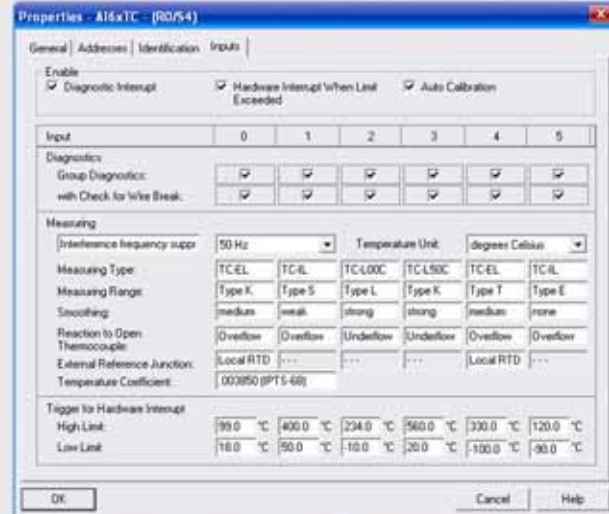 Properties - AI6xTC - (R0/S4)
General Addresses Identification Inputs
Enable
Diagnostic Interrupt Hardware Interrupt When Limit Exceeded Auto Calibration
Input 0 1 2 3 4 5
Diagnostics
Group Diagnostics:
with Check for Wire Break:
Measuring
Interference frequency suppr 50 Hz Temperature Unit: degrees Celsius
Measuring Type: TC-EL TC-IL TC-L00C TC-L50C TC-EL TC-IL
Measuring Range: Type K Type S Type L Type K Type T Type E
Smoothing: medium weak strong strong medium none
Reaction to Open Thermocouple: Overflow Overflow Underflow Underflow Overflow Overflow
External Reference Junction: Local RTD --- --- --- Local RTD ---
Temperature Coefficient: .003850 (IPTS-68)
Trigger for Hardware Interrupt
High Limit: 99.0 °C 400.0 °C 234.0 °C 560.0 °C 330.0 °C 120.0 °C
Low Limit: 18.0 °C 50.0 °C -10.0 °C 20.0 °C -100.0 °C -90.0 °C
OK Cancel Help